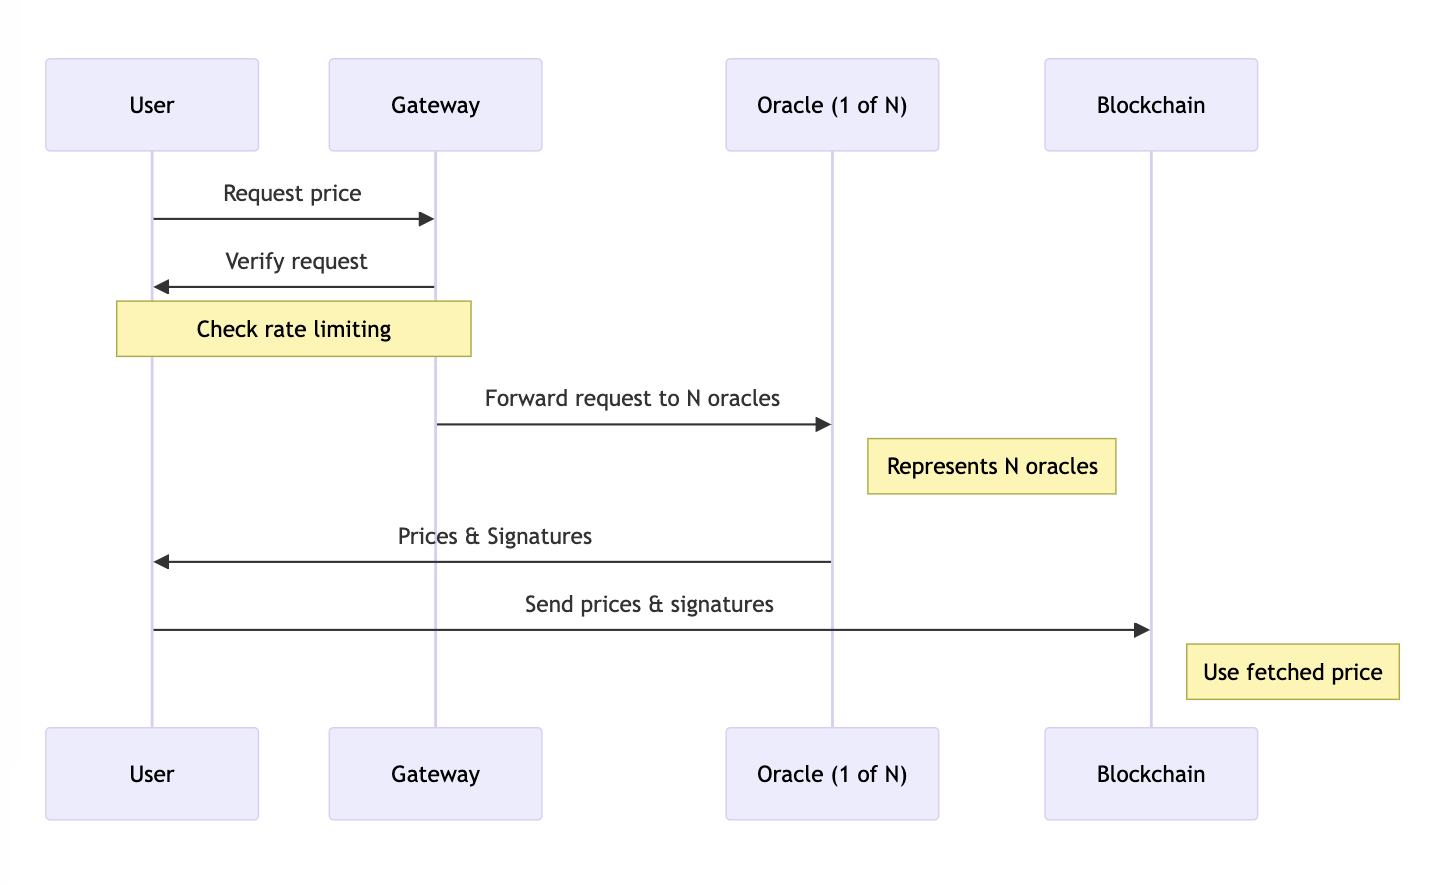 User
Gateway
Oracle (1 of N)
Blockchain
Request price
Verify request
Check rate limiting
Forward request to N oracles
Represents N oracles
Prices & Signatures
Send prices & signatures
Use fetched price
User
Gateway
Oracle (1 of N)
Blockchain